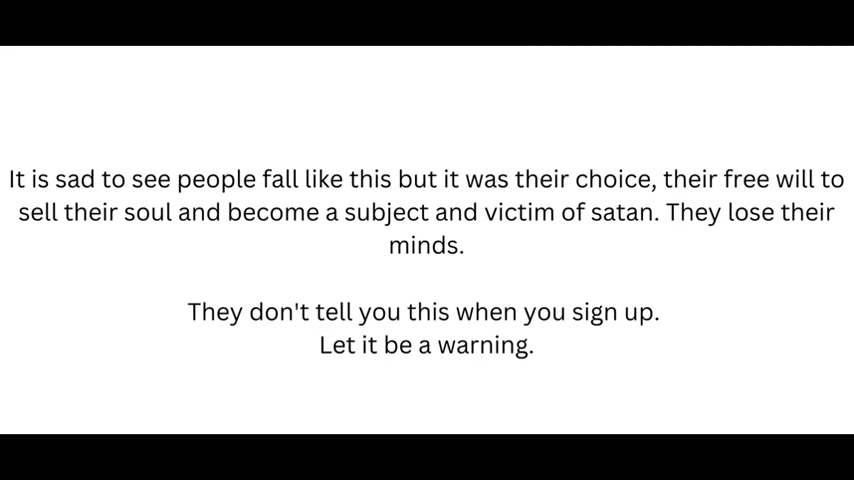 It is sad to see people fall like this but it was their choice, their free will to
sell their soul and become a subject and victim of satan. They lose their
minds.
They don't tell you this when you sign up.
Let it be a warning.